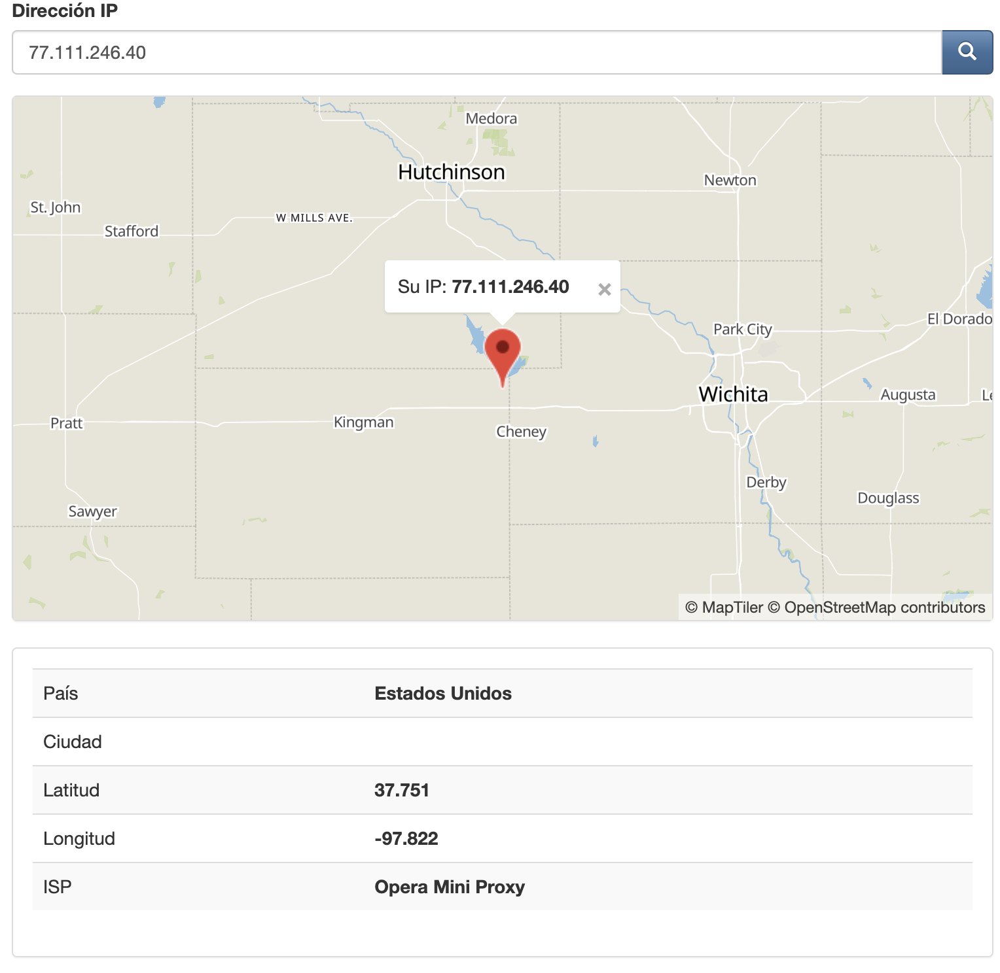 Dirección IP
77.111.246.40
Medora
Hutchinson
Newton
St. John
W MILLS AVE.
Stafford
Su IP: 77.111.246.40 ×
El Dorado
Park City
Wichita
Augusta
Le
Pratt
Kingman
Cheney
Derby
Douglass
Sawyer
© MapTiler © OpenStreetMap contributors
País Estados Unidos
Ciudad
Latitud 37.751
Longitud -97.822
ISP Opera Mini Proxy